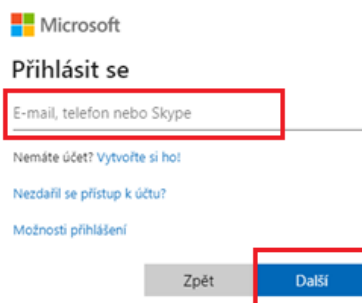 Microsoft
Přihlásit se
E-mail, telefon nebo Skype
Nemáte účet? Vytvořte si ho!
Nezdařil se přístup k účtu?
Možnosti přihlášení
Zpět Další